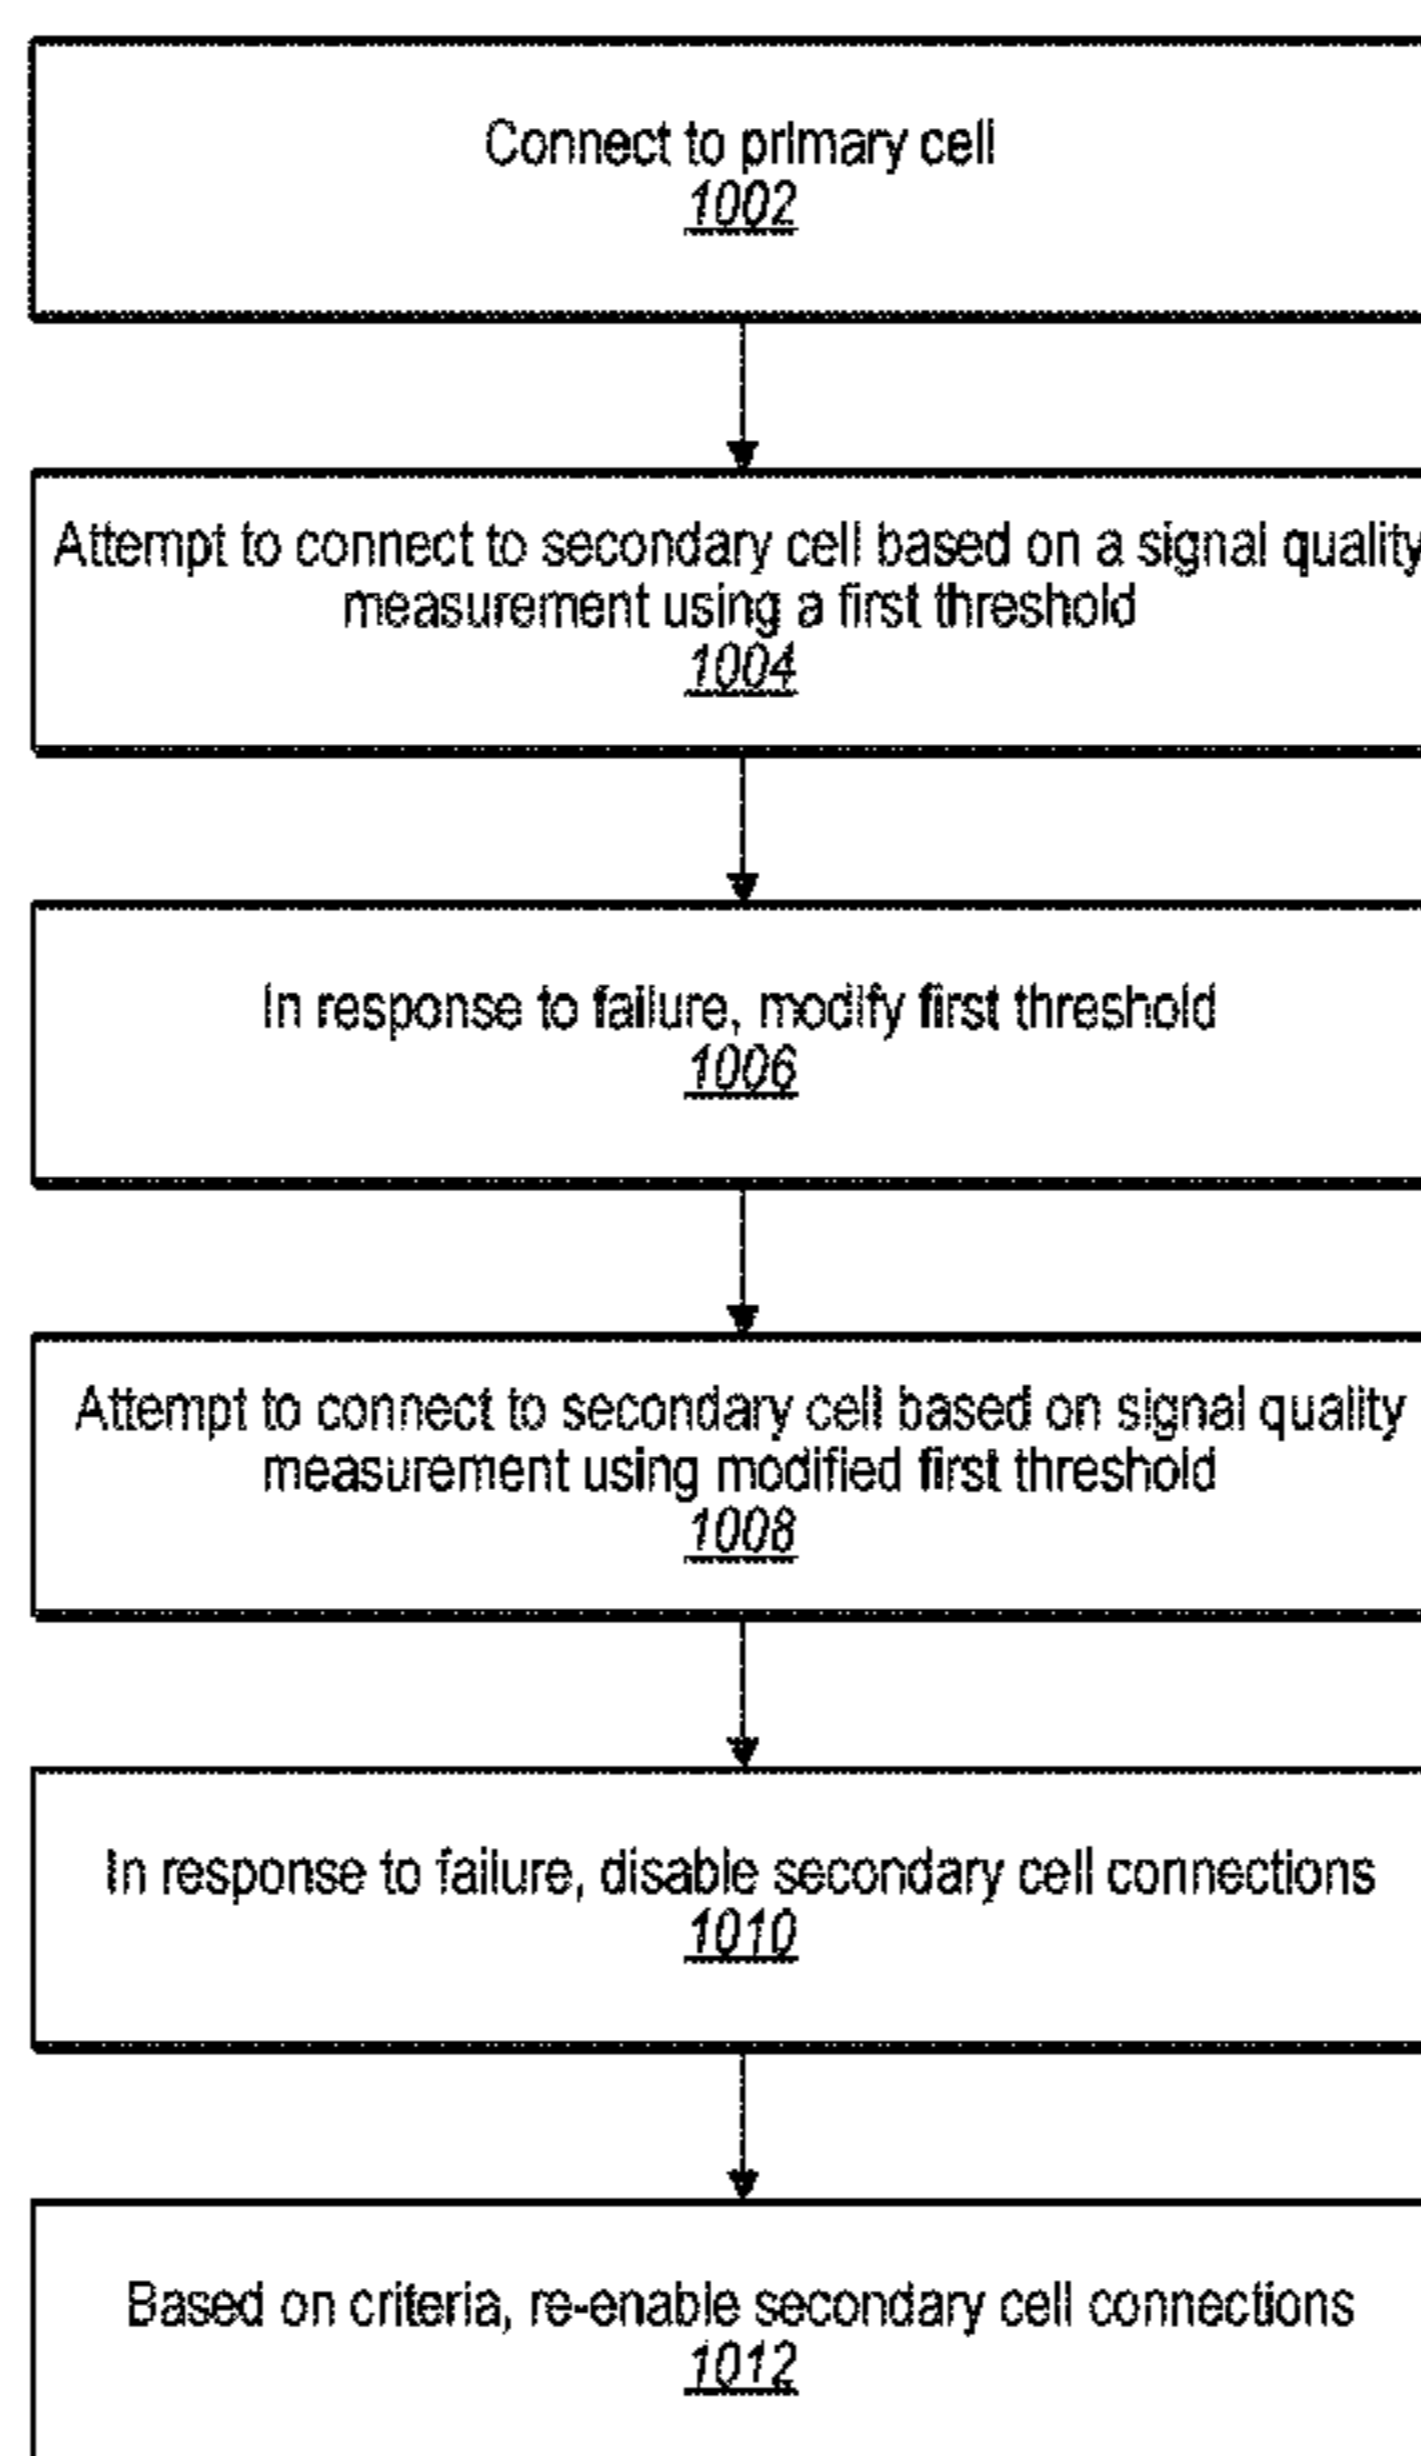 Connect to primary cell
1002
Attempt to connect to secondary cell based on a signal quality
measurement using a first threshold
1004
In response to failure, modify first threshold
1006
Attempt to connect to secondary cell based on signal quality
measurement using modified first threshold
1008
In response to failure, disable secondary cell connections
1010
Based on criteria, re-enable secondary cell connections
1012